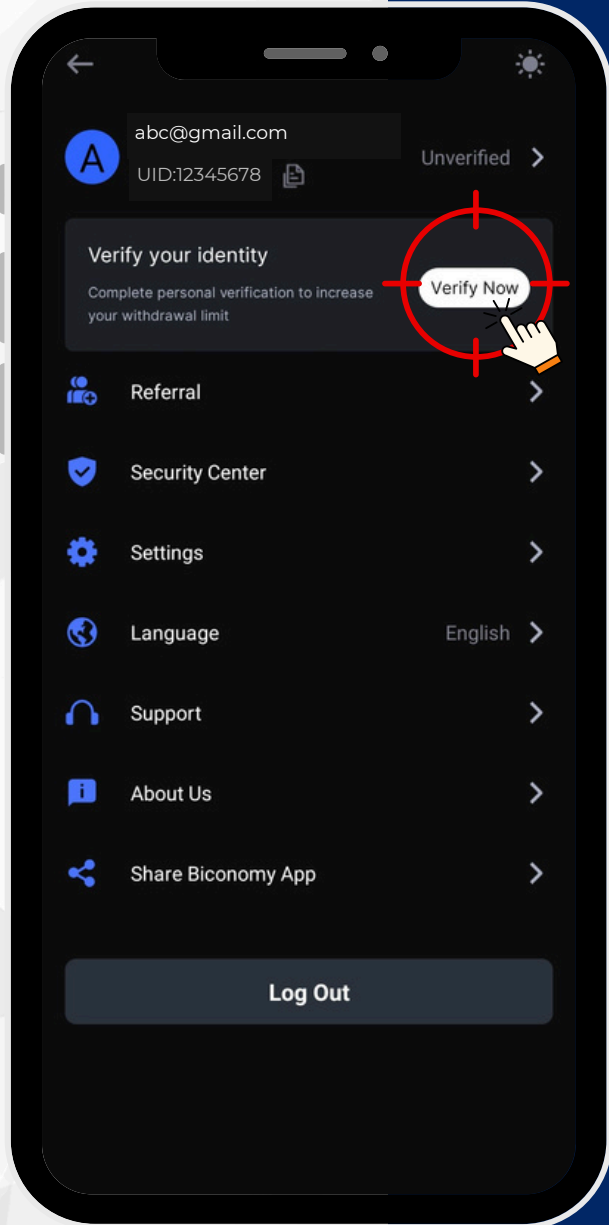 A
abc@gmail.com
UID:12345678
Unverified
Verify your identity
Complete personal verification to increase
your withdrawal limit
Verify Now
Referral
Security Center
Settings
Language
English
Support
About Us
Share Biconomy App
Log Out